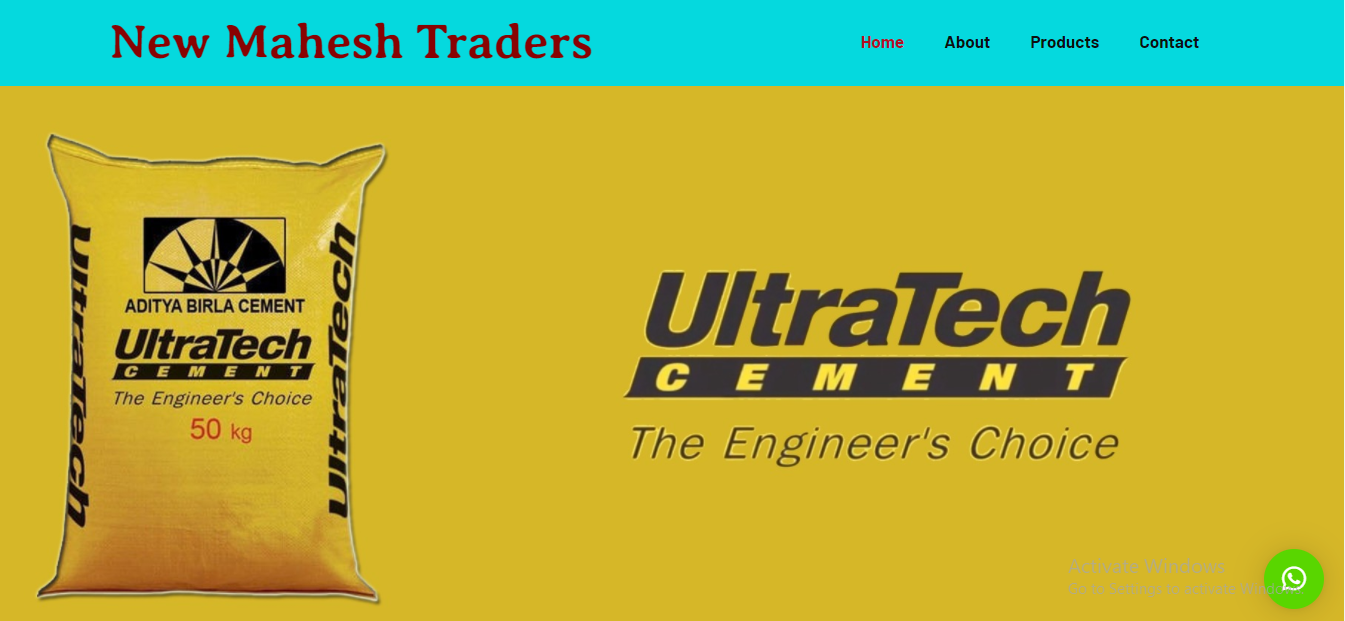 New Mahesh Traders
Home About Products Contact
UltraTech
ADITYA BIRLA CEMENT
UltraTech
CEMENT
The Engineer's Choice
50 kg
UltraTech
UltraTech
CEMENT
The Engineer's Choice
Activate Windows
Go to Settings to activate Windows.